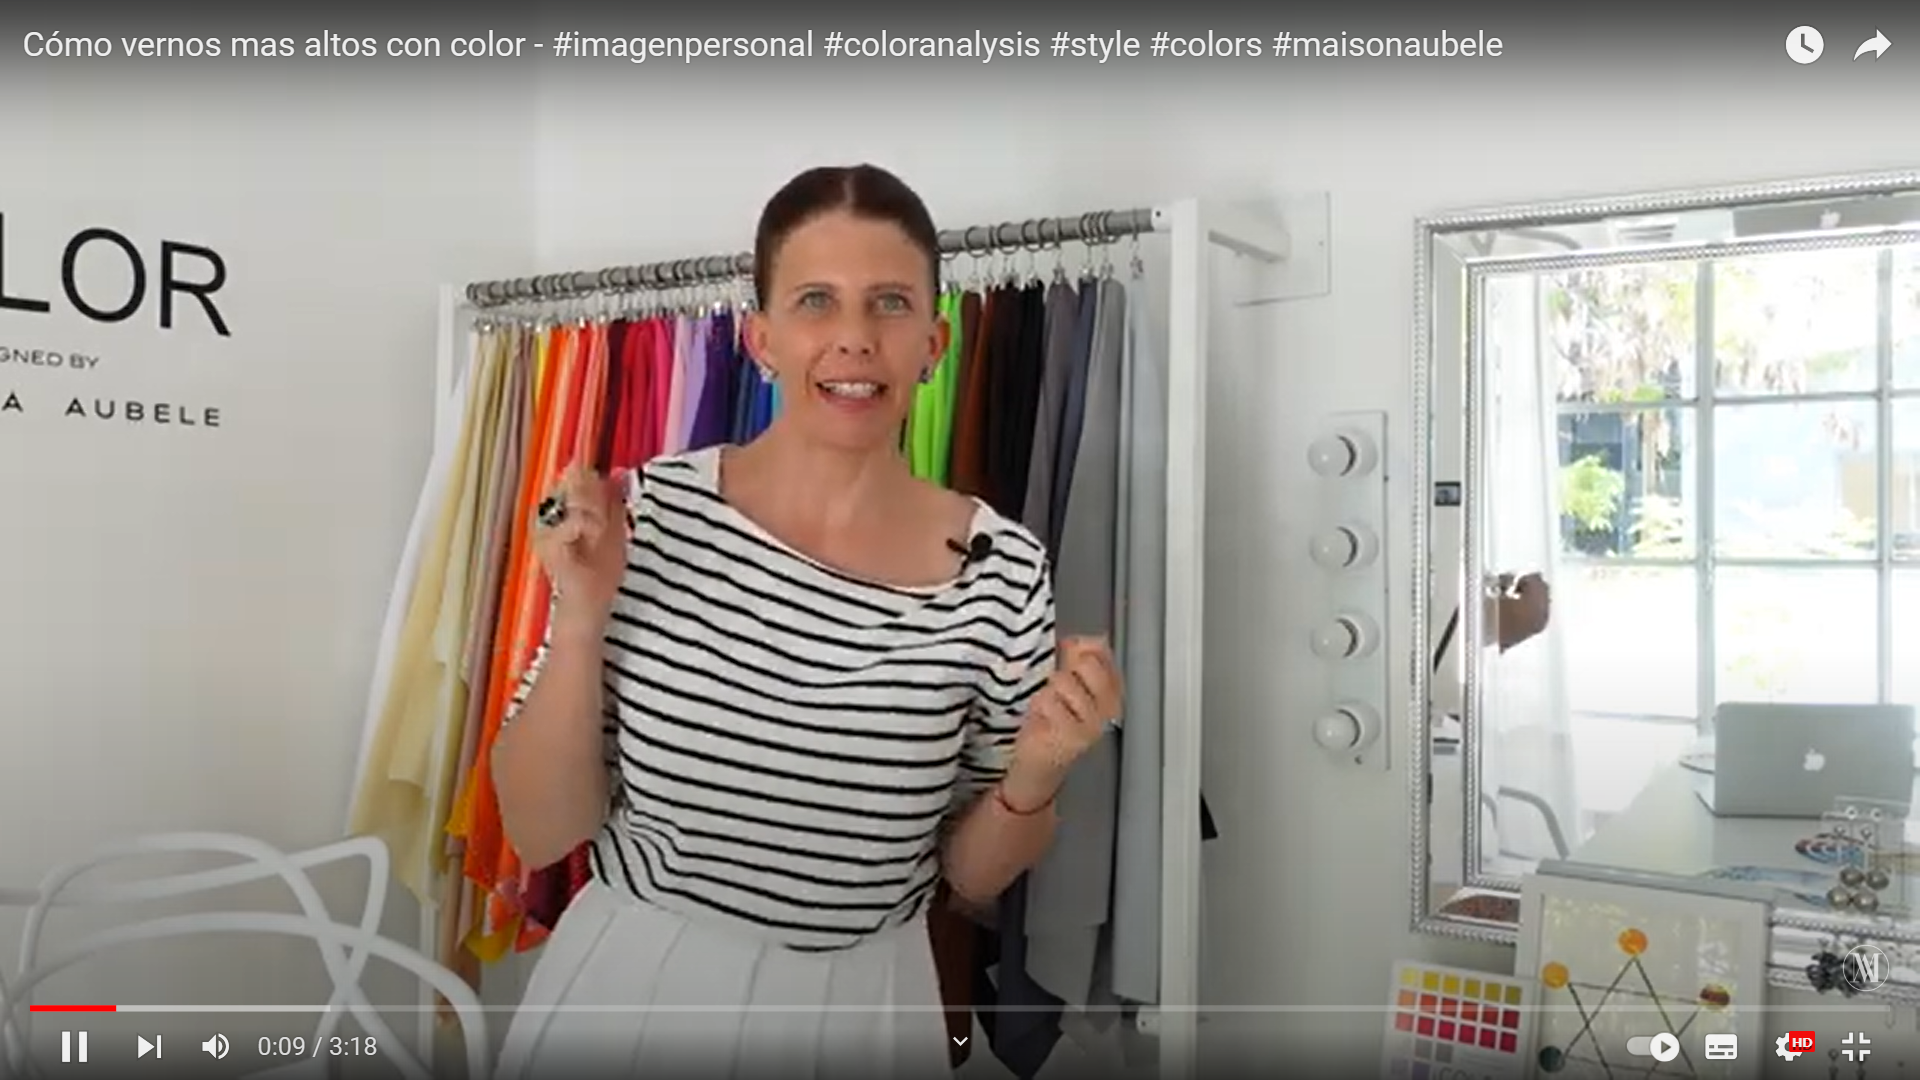 Cómo vernos mas altos con color - #imagenpersonal #coloranalysis #style #colors #maisonaubele
LOR
GNED BY
A AUBELE
0:09 / 3:18
HD